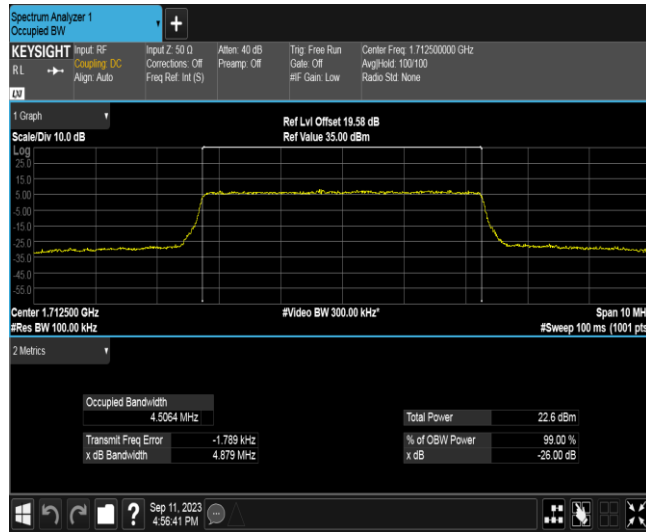 Spectrum Analyzer 1
Occupied BW
+
KEYSIGHT
RL
LXI
Input: RF
Coupling: DC
Align: Auto
Input Z: 50 Ω
Corrections: Off
Freq Ref: Int (S)
Atten: 40 dB
Preamp: Off
Trig: Free Run
Gate: Off
#IF Gain: Low
Center Freq: 1.712500000 GHz
Avg|Hold: 100/100
Radio Std: None
1 Graph
Scale/Div 10.0 dB
Ref Lvl Offset 19.58 dB
Ref Value 35.00 dBm
Log
25.0
15.0
5.00
-5.00
-15.0
-25.0
-35.0
-45.0
-55.0
Center 1.712500 GHz
#Video BW 300.00 kHz*
Span 10 MH
#Res BW 100.00 kHz
#Sweep 100 ms (1001 pts
2 Metrics
Occupied Bandwidth
4.5064 MHz
Transmit Freq Error -1.789 kHz
x dB Bandwidth 4.879 MHz
Total Power 22.6 dBm
% of OBW Power 99.00 %
x dB -26.00 dB
?
Sep 11, 2023
4:56:41 PM